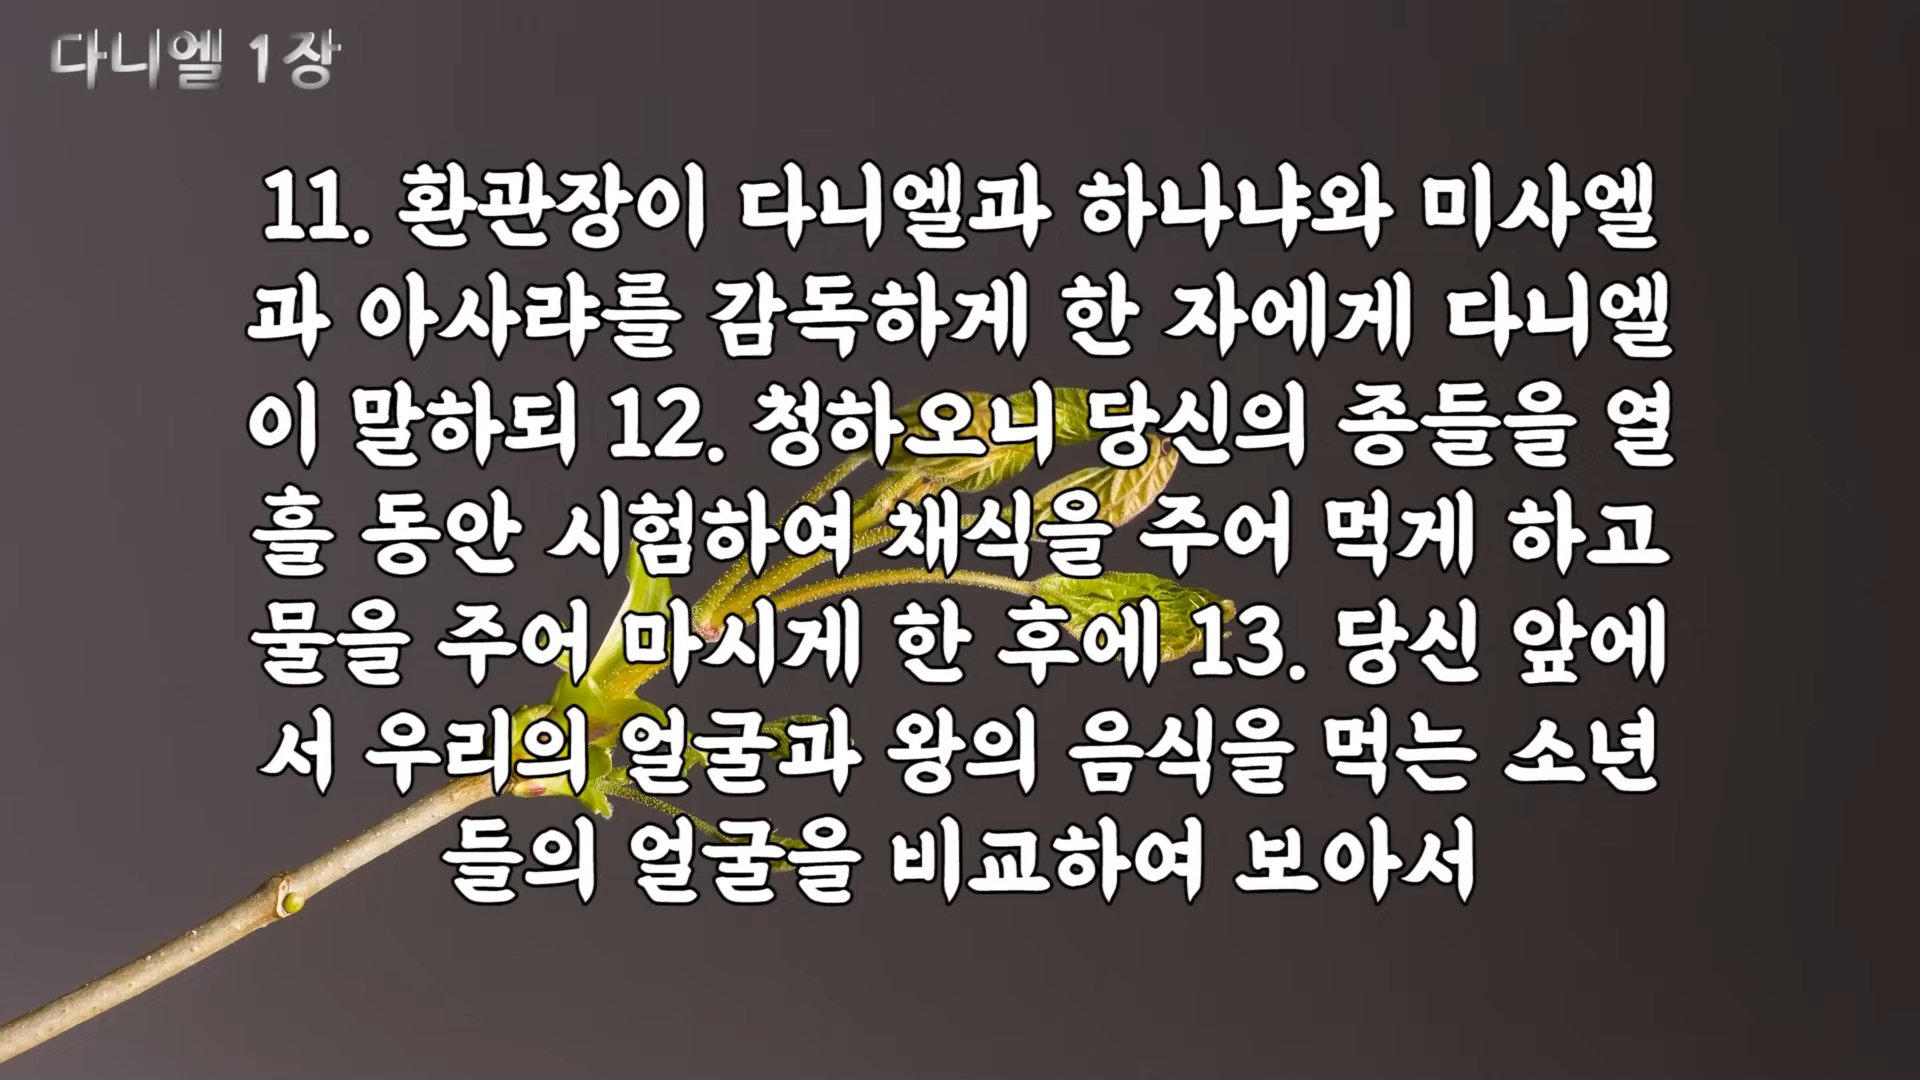 다니엘 1장
11. 환관장이 다니엘과 하나냐와 미사엘
과 아사랴를 감독하게 한 자에게 다니엘
이 말하되 12. 청하오니 당신의 종들을 열
흘 동안 시험하여 채식을 주어 먹게 하고
물을 주어 마시게 한 후에 13. 당신 앞에
서 우리의 얼굴과 왕의 음식을 먹는 소년
들의 얼굴을 비교하여 보아서